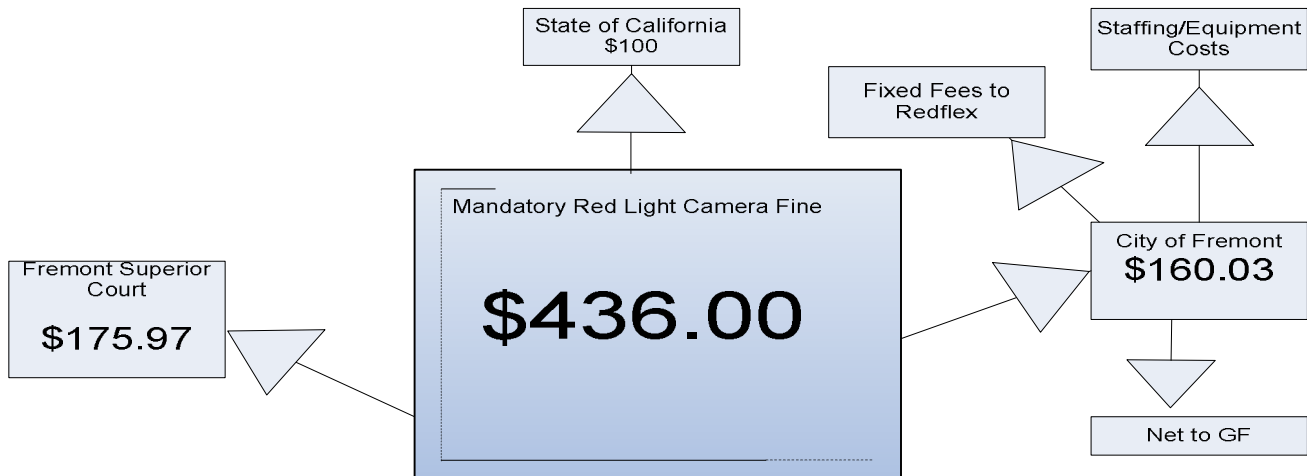 State of California
$100
Staffing/Equipment
Costs
Fixed Fees to
Redflex
Mandatory Red Light Camera Fine
$436.00
City of Fremont
$160.03
Fremont Superior
Court
$175.97
Net to GF